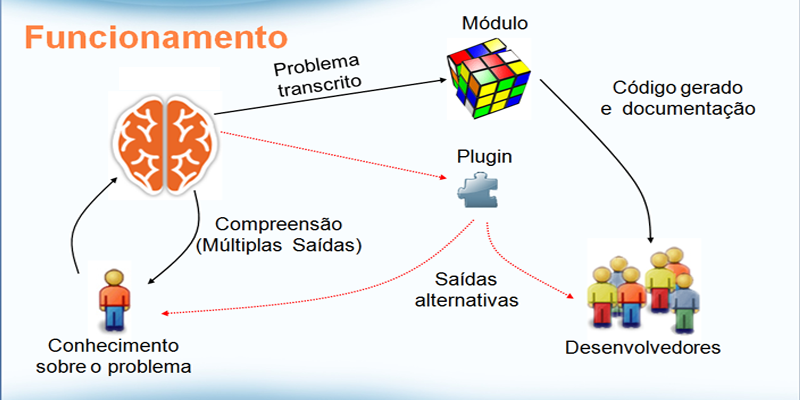 Funcionamento
Módulo
Problema
transcrito
Código gerado
e documentação
Plugin
Compreensão
(Múltiplas Saídas)
Saídas
alternativas
Conhecimento
sobre o problema
Desenvolvedores